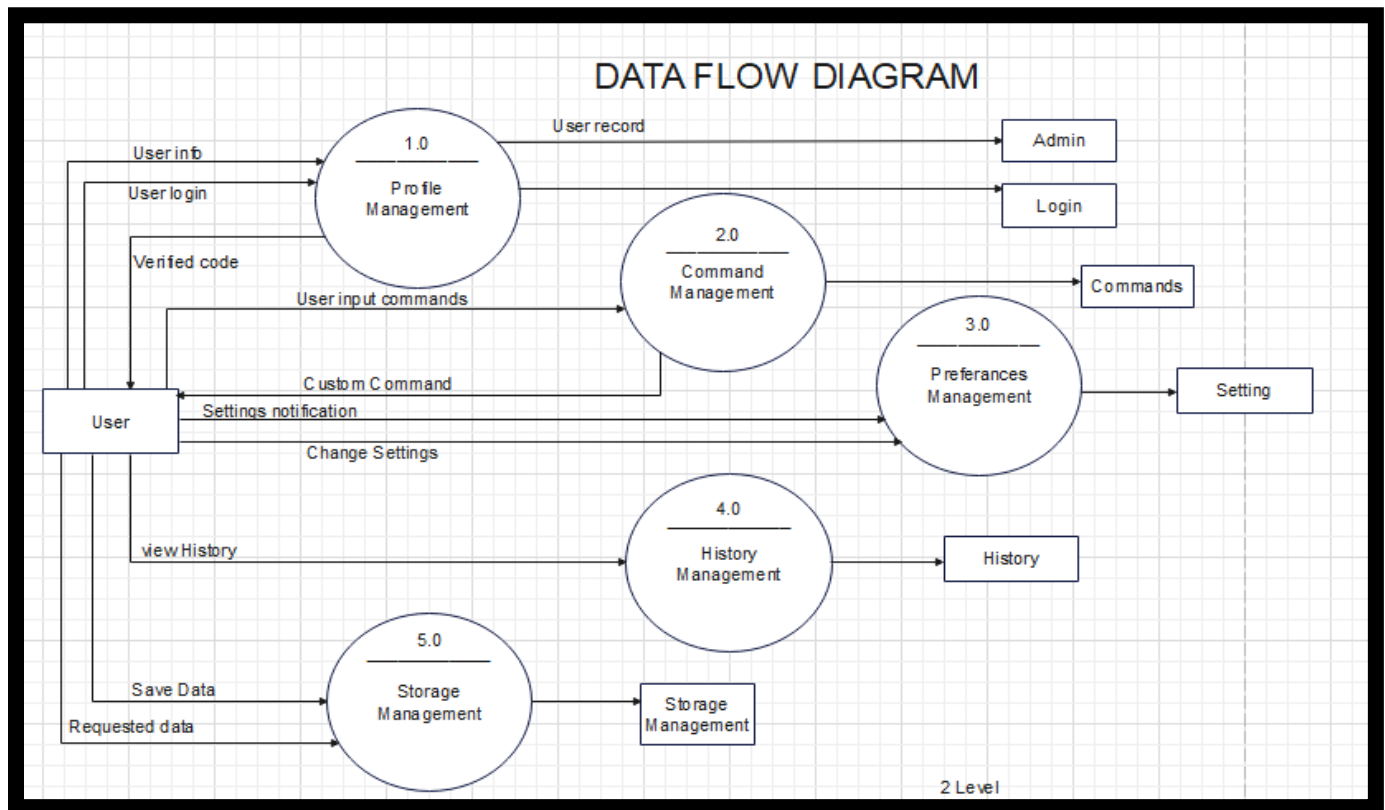 DATA FLOW DIAGRAM
1.0
Profile
Management
User record
Admin
User info
User login
Login
Verified code
2.0
Command
Management
User input commands
Commands
3.0
Preferances
Management
Custom Command
Setting
User
Settings notification
Change Settings
4.0
History
Management
view History
History
5.0
Storage
Management
Save Data
Requested data
Storage
Management
2 Level